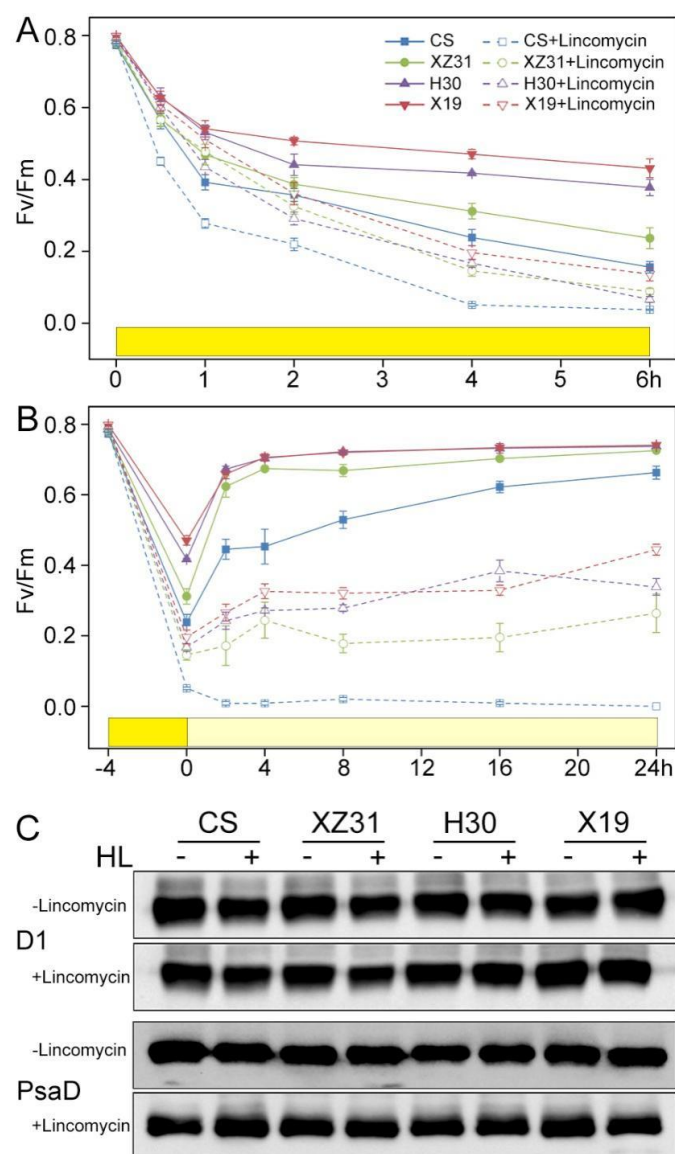 A
0.8
0.6
0.4
0.2
0.0
Fv/Fm
CS
XZ31
H30
X19
CS+Lincomycin
XZ31+Lincomycin
H30+Lincomycin
X19+Lincomycin
0 1 2 3 4 5 6h
B
0.8
0.6
0.4
0.2
0.0
Fv/Fm
-4 0 4 8 12 16 20 24h
C
CS XZ31 H30 X19
HL - + - + - + - +
-Lincomycin
D1
+Lincomycin
-Lincomycin
PsaD
+Lincomycin